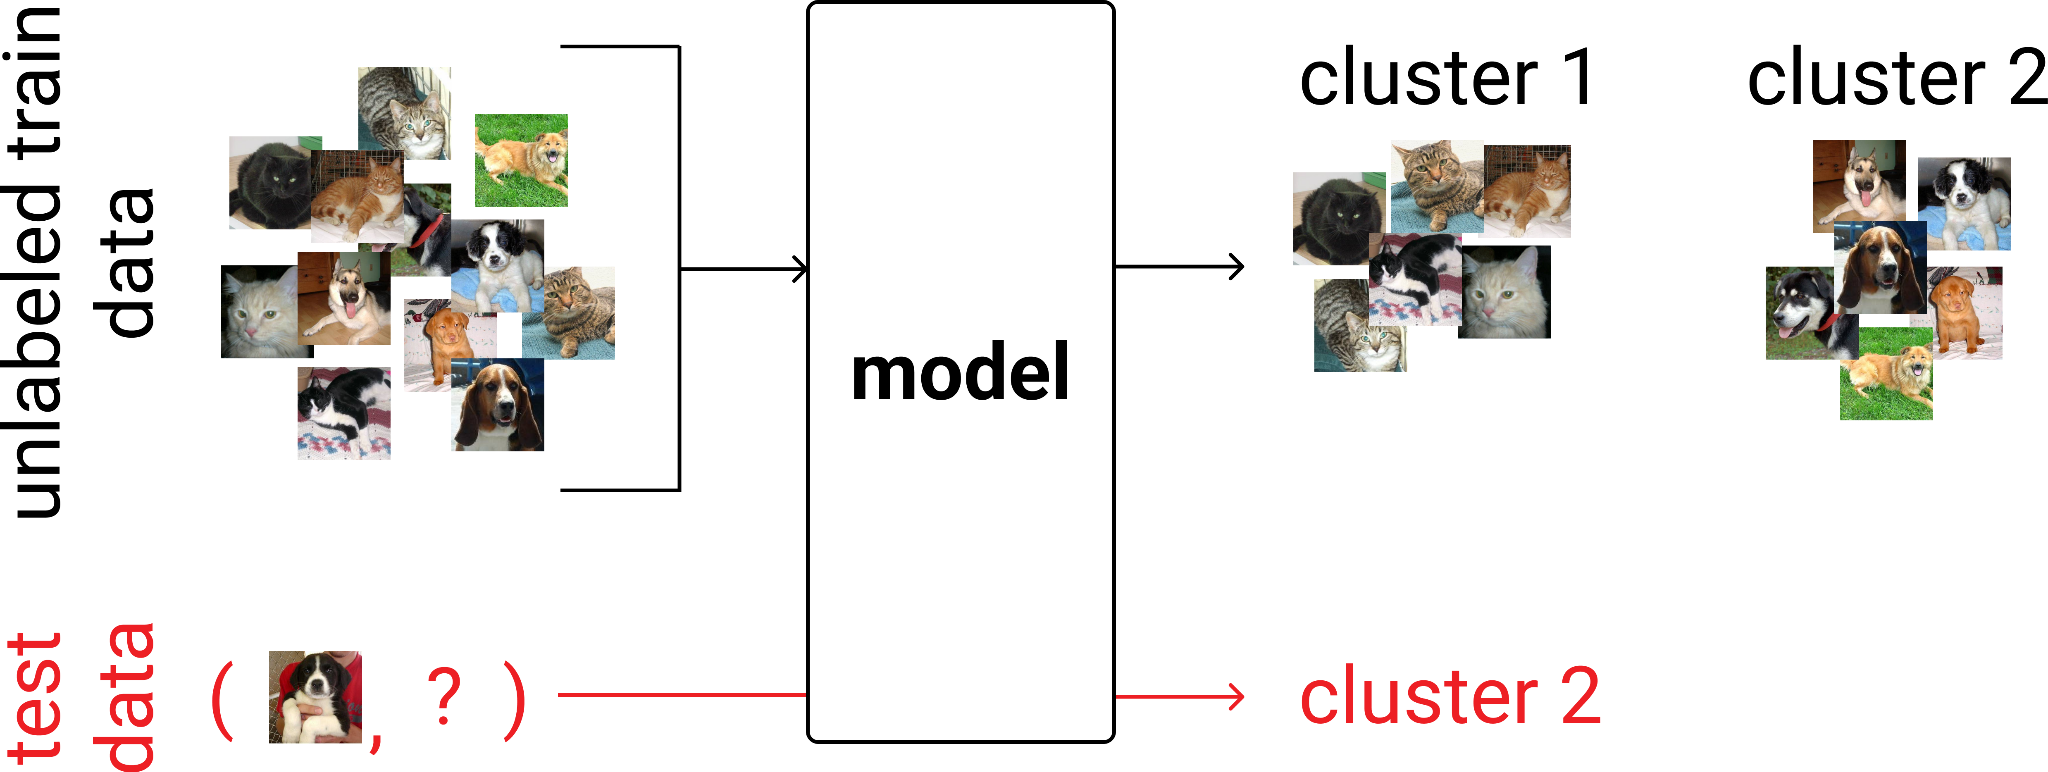 unlabeled train
data
model
cluster 1
cluster 2
test
data
( , ? )
cluster 2